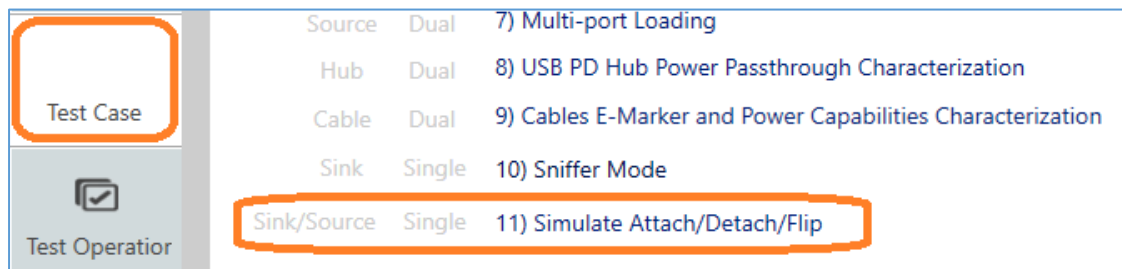 Source Dual 7) Multi-port Loading
Hub Dual 8) USB PD Hub Power Passthrough Characterization
Test Case
Cable Dual 9) Cables E-Marker and Power Capabilities Characterization
Sink Single 10) Sniffer Mode
Sink/Source Single 11) Simulate Attach/Detach/Flip
Test Operatior